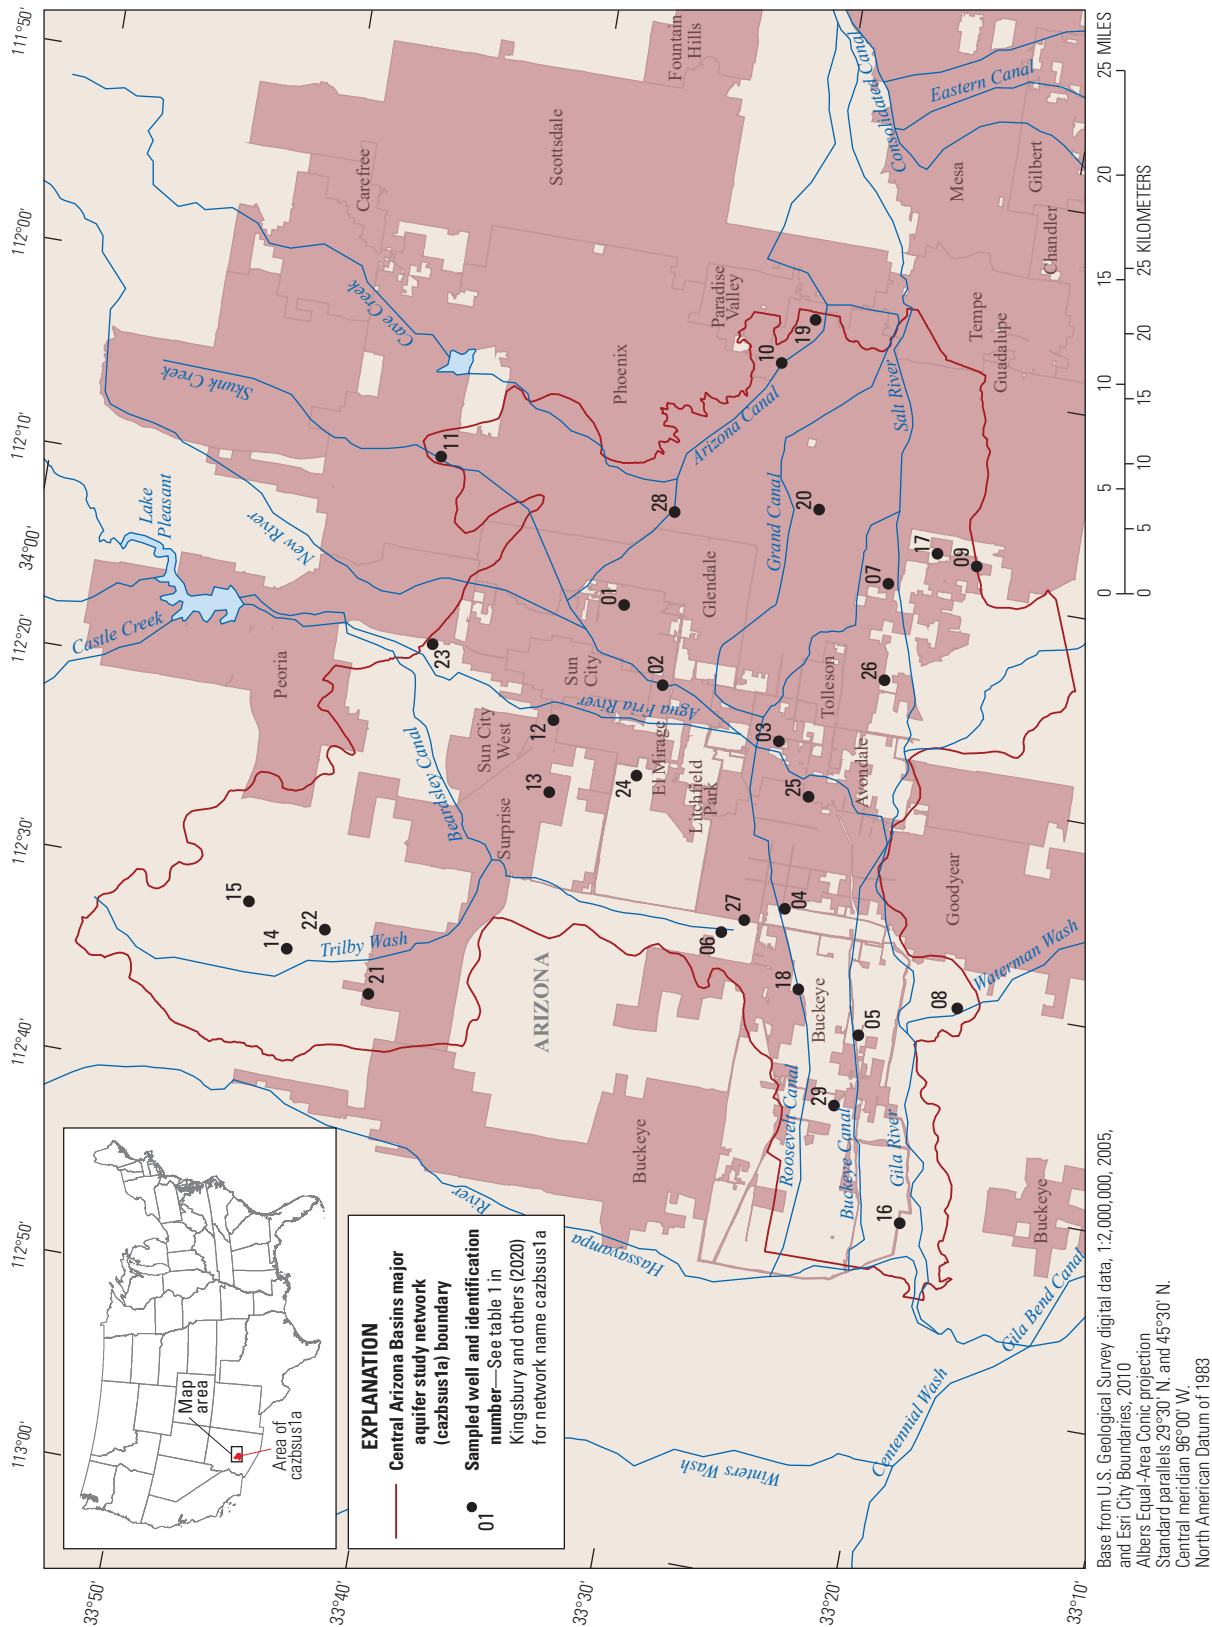 113°00'
112°50'
112°40'
112°30'
112°20'
34°00'
112°10'
112°00'
111°50'
33°50'
33°40'
33°30'
33°20'
33°10'
Map
area
Area of
cazbsus1a
EXPLANATION
Central Arizona Basins major
aquifer study network
(cazbsus1a) boundary
01
Sampled well and identification
number—See table 1 in
Kingsbury and others (2020)
for network name cazbsus1a
Castle Creek
Lake
Pleasant
New River
Skunk Creek
Cave Creek
Carefree
Fountain
Hills
Scottsdale
Peoria
15
14
22
Trilby Wash
21
Beardsley Canal
23
11
Phoenix
Paradise
Valley
Surprise
Sun City
West
13
12
Sun
City
01
02
28
Arizona Canal
10
19
24
El Mirage
Agua Fria River
Glendale
ARIZONA
Litchfield
Park
Buckeye
River
Hassayampa
06
27
04
18
03
25
Grand Canal
20
Consolidated Canal
Eastern Canal
Roosevelt Canal
Buckeye
Tolleson
Avondale
26
07
17
09
Salt River
Mesa
Gilbert
Chandler
Tempe
Guadalupe
29
05
Buckeye Canal
Gila River
16
08
Goodyear
Waterman Wash
Buckeye
Gila Bend Canal
Centennial Wash
Winters Wash
0
5
10
15
20
25 MILES
0
5
10
15
20
25 KILOMETERS
Base from U.S. Geological Survey digital data, 1:2,000,000, 2005,
and Esri City Boundaries, 2010
Albers Equal-Area Conic projection
Standard parallels 29°30' N. and 45°30' N.
Central meridian 96°00' W.
North American Datum of 1983